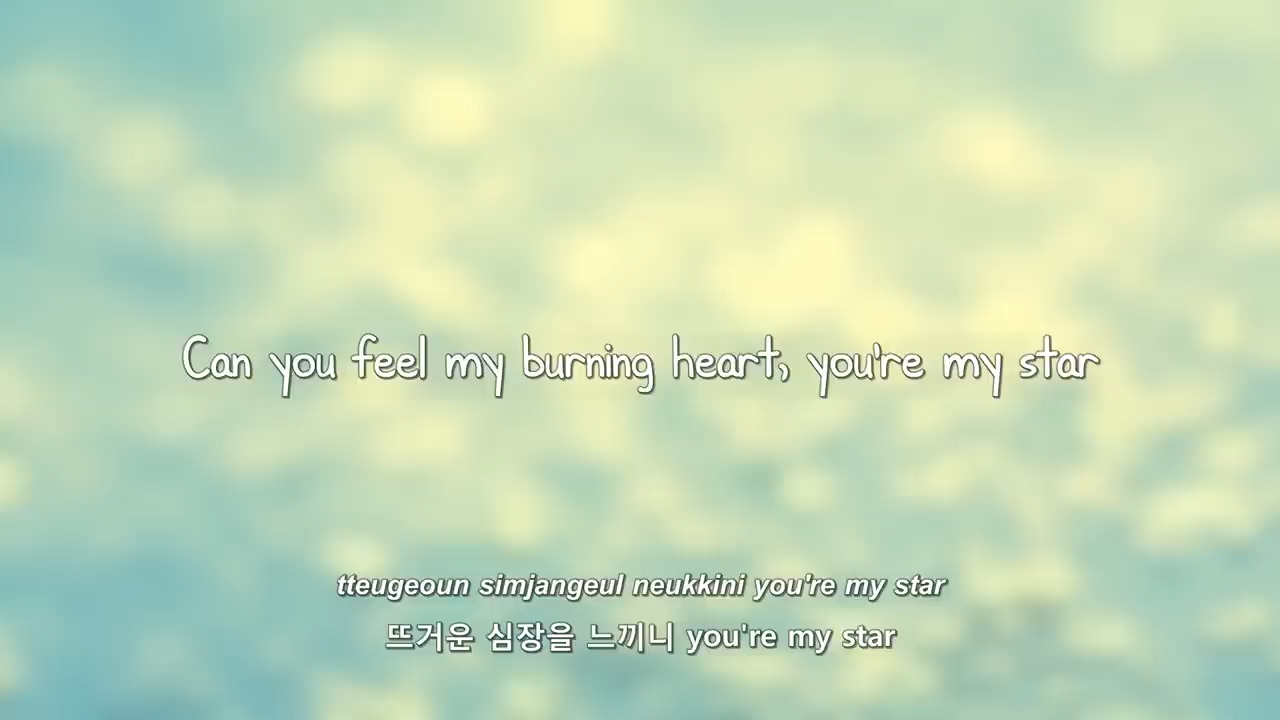 Can you feel my burning heart, you're my star
tteugeoun simjangeul neukkini you're my star
뜨거운 심장을 느끼니 you're my star